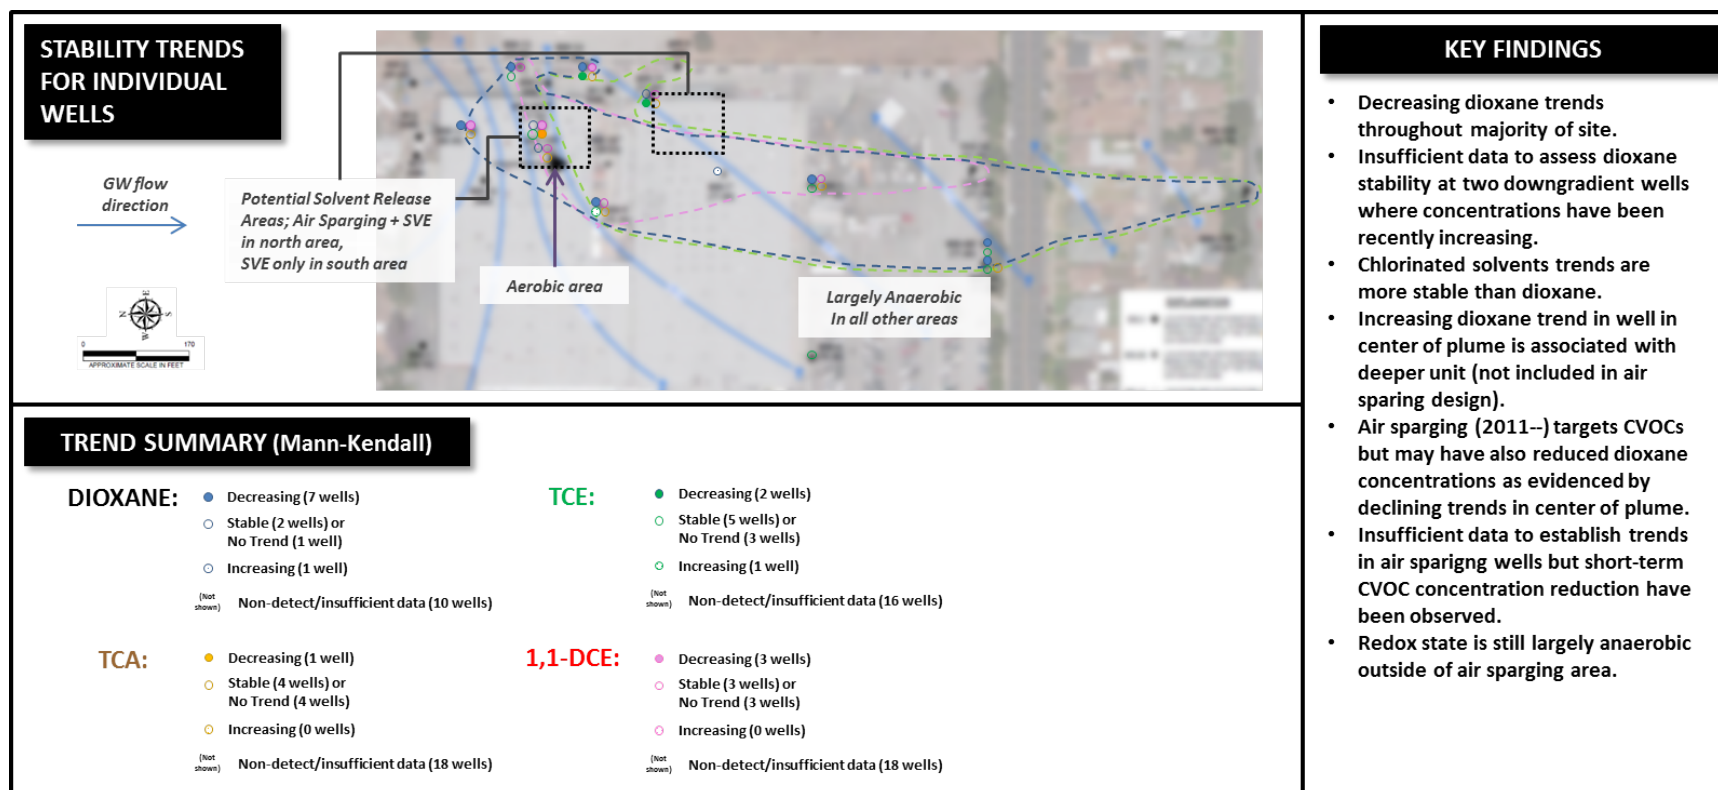 STABILITY TRENDS
FOR INDIVIDUAL
WELLS
GW flow
direction
Potential Solvent Release
Areas; Air Sparging + SVE
in north area,
SVE only in south area
Aerobic area
Largely Anaerobic
In all other areas
N
E
S
W
0
170
APPROXIMATE SCALE IN FEET
TREND SUMMARY (Mann-Kendall)
DIOXANE:
Decreasing (7 wells)
Stable (2 wells) or
No Trend (1 well)
Increasing (1 well)
(Not
shown)
Non-detect/insufficient data (10 wells)
TCE:
Decreasing (2 wells)
Stable (5 wells) or
No Trend (3 wells)
Increasing (1 well)
(Not
shown)
Non-detect/insufficient data (16 wells)
TCA:
Decreasing (1 well)
Stable (4 wells) or
No Trend (4 wells)
Increasing (0 wells)
(Not
shown)
Non-detect/insufficient data (18 wells)
1,1-DCE:
Decreasing (3 wells)
Stable (3 wells) or
No Trend (3 wells)
Increasing (0 wells)
(Not
shown)
Non-detect/insufficient data (18 wells)
KEY FINDINGS
• Decreasing dioxane trends
throughout majority of site.
• Insufficient data to assess dioxane
stability at two downgradient wells
where concentrations have been
recently increasing.
• Chlorinated solvents trends are
more stable than dioxane.
• Increasing dioxane trend in well in
center of plume is associated with
deeper unit (not included in air
sparing design).
• Air sparging (2011--) targets CVOCs
but may have also reduced dioxane
concentrations as evidenced by
declining trends in center of plume.
• Insufficient data to establish trends
in air sparigng wells but short-term
CVOC concentration reduction have
been observed.
• Redox state is still largely anaerobic
outside of air sparging area.